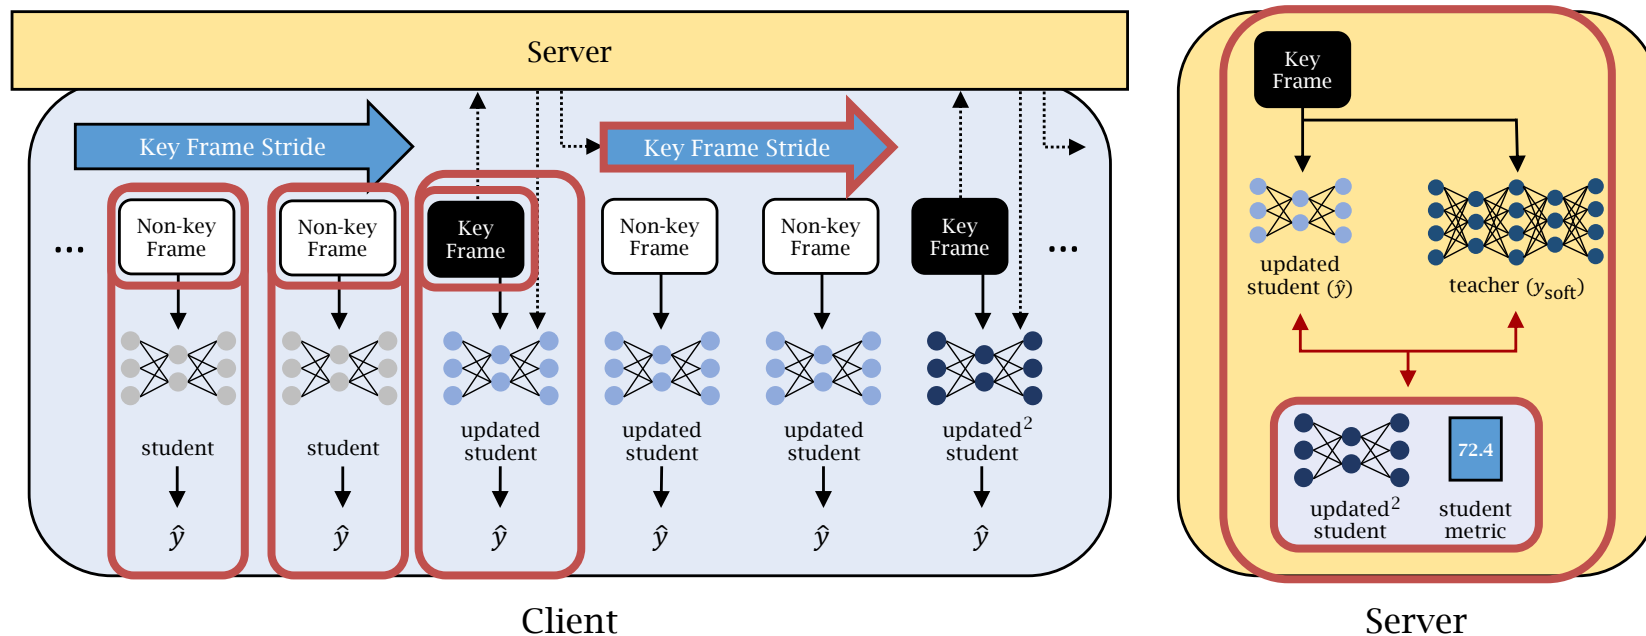 Server
Key Frame Stride
Key Frame Stride
...
Non-key
Frame
Non-key
Frame
Key
Frame
Non-key
Frame
Non-key
Frame
Key
Frame
...
student
student
updated
student
updated
student
updated
student
updated²
student
ŷ
ŷ
ŷ
ŷ
ŷ
ŷ
Client
Key
Frame
updated
student (ŷ)
teacher (y_soft)
72.4
updated²
student
student
metric
Server